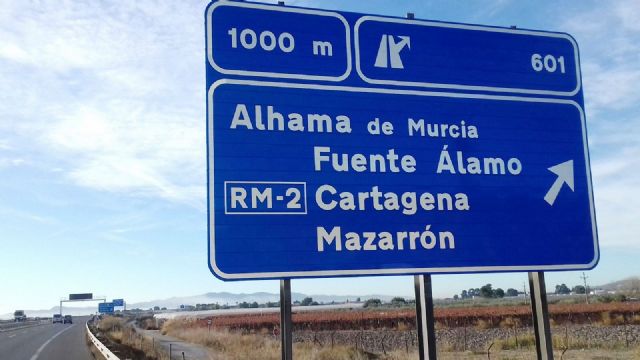 1000 m
601
Alhama de Murcia
Fuente Álamo
RM-2 Cartagena
Mazarrón